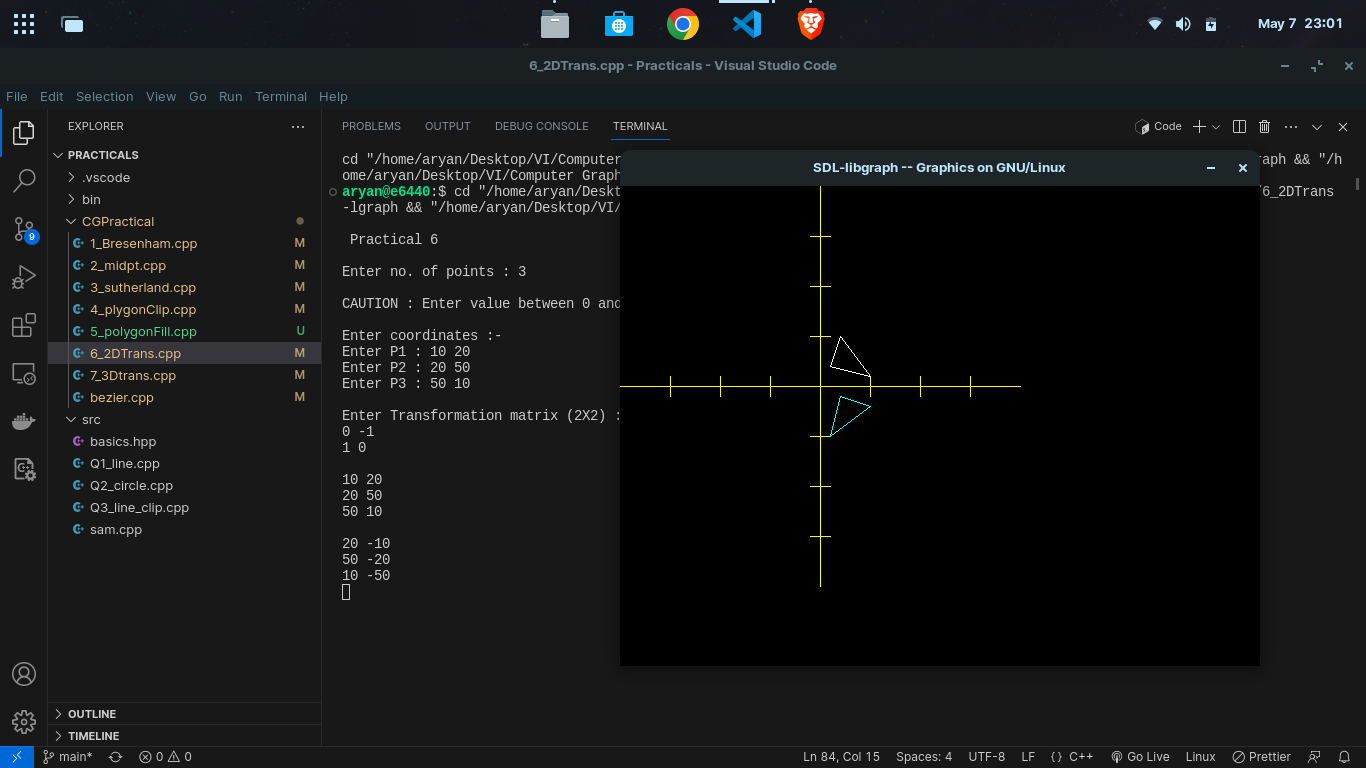 May 7 23:01
6_2DTrans.cpp - Practicals - Visual Studio Code
File Edit Selection View Go Run Terminal Help
EXPLORER
PRACTICALS
.vscode
bin
CGPractical
1_Bresenham.cpp M
2_midpt.cpp M
3_sutherland.cpp M
4_plygonClip.cpp M
5_polygonFill.cpp U
6_2DTrans.cpp M
7_3Dtrans.cpp M
bezier.cpp M
src
basics.hpp
Q1_line.cpp
Q2_circle.cpp
Q3_line_clip.cpp
sam.cpp
OUTLINE
TIMELINE
9
PROBLEMS OUTPUT DEBUG CONSOLE TERMINAL
Code
cd "/home/aryan/Desktop/VI/Computer raph && "/h
ome/aryan/Desktop/VI/Computer Grap
aryan@e6440:$ cd "/home/aryan/Deskt /6_2DTrans
-lgraph && "/home/aryan/Desktop/VI/
Practical 6
Enter no. of points : 3
CAUTION : Enter value between 0 and
Enter coordinates :-
Enter P1 : 10 20
Enter P2 : 20 50
Enter P3 : 50 10
Enter Transformation matrix (2X2) :
0 -1
1 0
10 20
20 50
50 10
20 -10
50 -20
10 -50
SDL-libgraph -- Graphics on GNU/Linux
main* 0 0 Ln 84, Col 15 Spaces: 4 UTF-8 LF {} C++ Go Live Linux Prettier